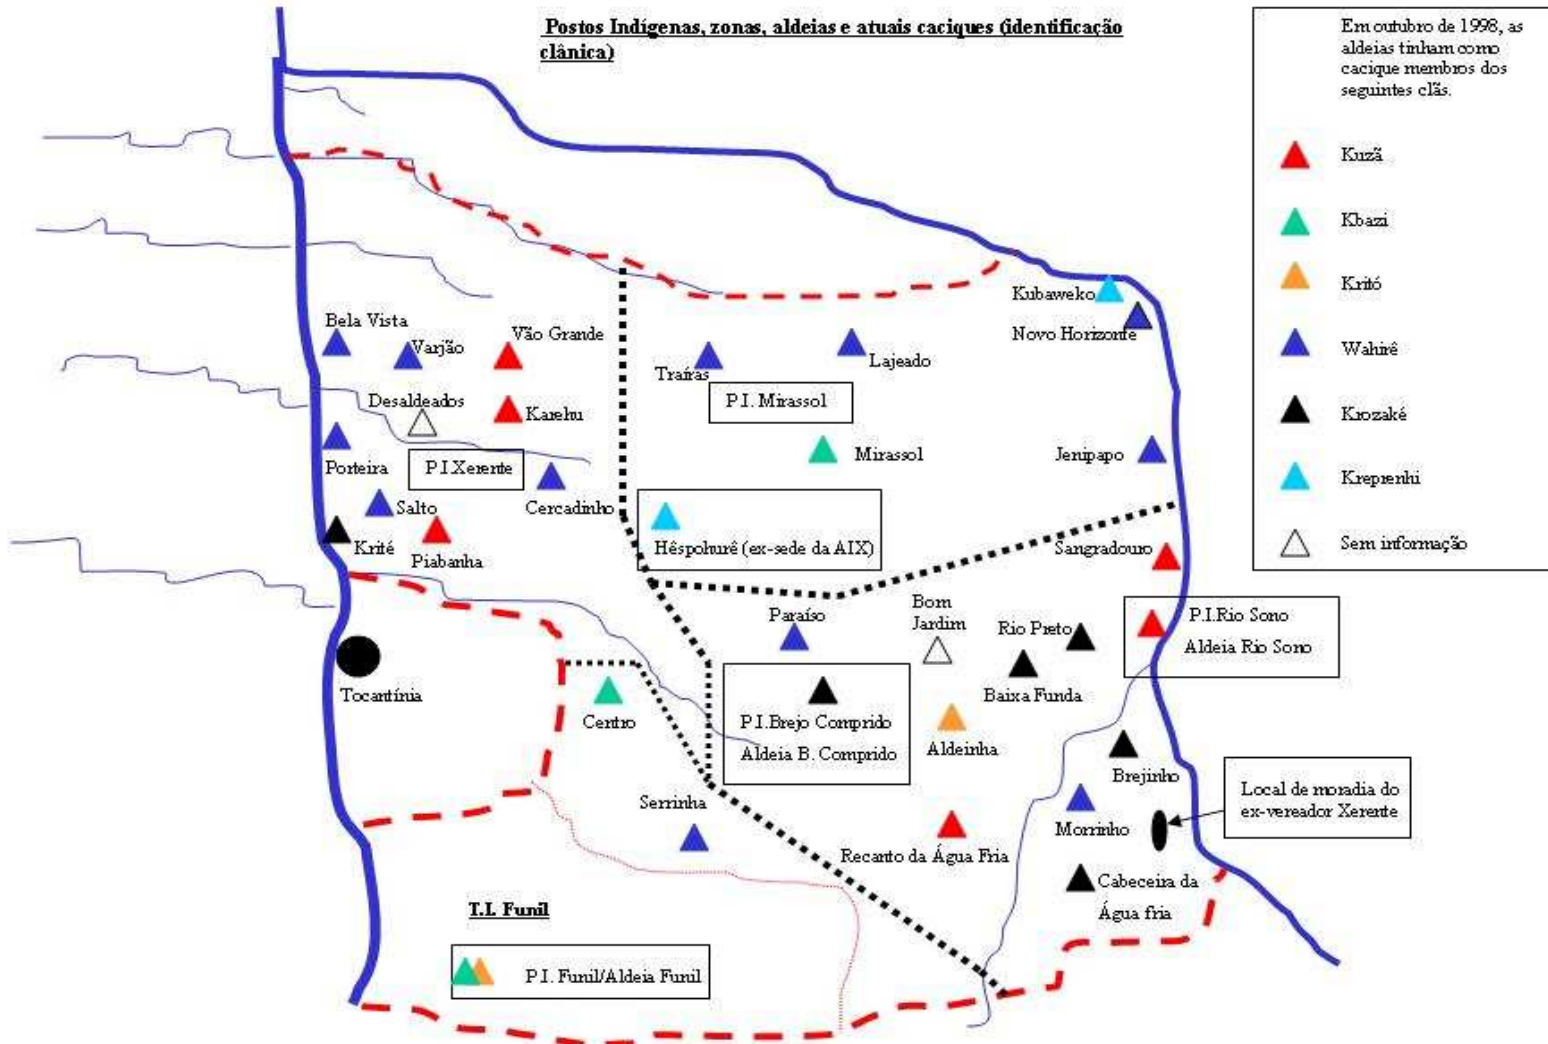 Postos Indígenas, zonas, aldeias e atuais caciques (identificação
clânica)
Em outubro de 1998, as
aldeias tinham como
cacique membros dos
seguintes clãs.
Kuzã
Kbazi
Kritó
Wahirê
Krozaké
Kreprenhi
Sem informação
Kubaweko
Novo Horizonte
Bela Vista
Varjão
Vão Grande
Traíras
Lajeado
Desaldeados
Karehu
P.I. Mirassol
Porteira
P.I.Xerente
Mirassol
Jenipapo
Salto
Cercadinho
Krité
Piabanha
Hêspohurê (ex-sede da AIX)
Sangradouro
Paraíso
Bom
Jardim
Rio Preto
P.I.Rio Sono
Aldeia Rio Sono
Tocantínia
Centro
Baixa Funda
P.I.Brejo Comprido
Aldeia B. Comprido
Aldeinha
Brejinho
Serrinha
Morrinho
Local de moradia do
ex-vereador Xerente
Recanto da Água Fria
Cabeceira da
Água fria
T.I. Funil
P.I. Funil/Aldeia Funil